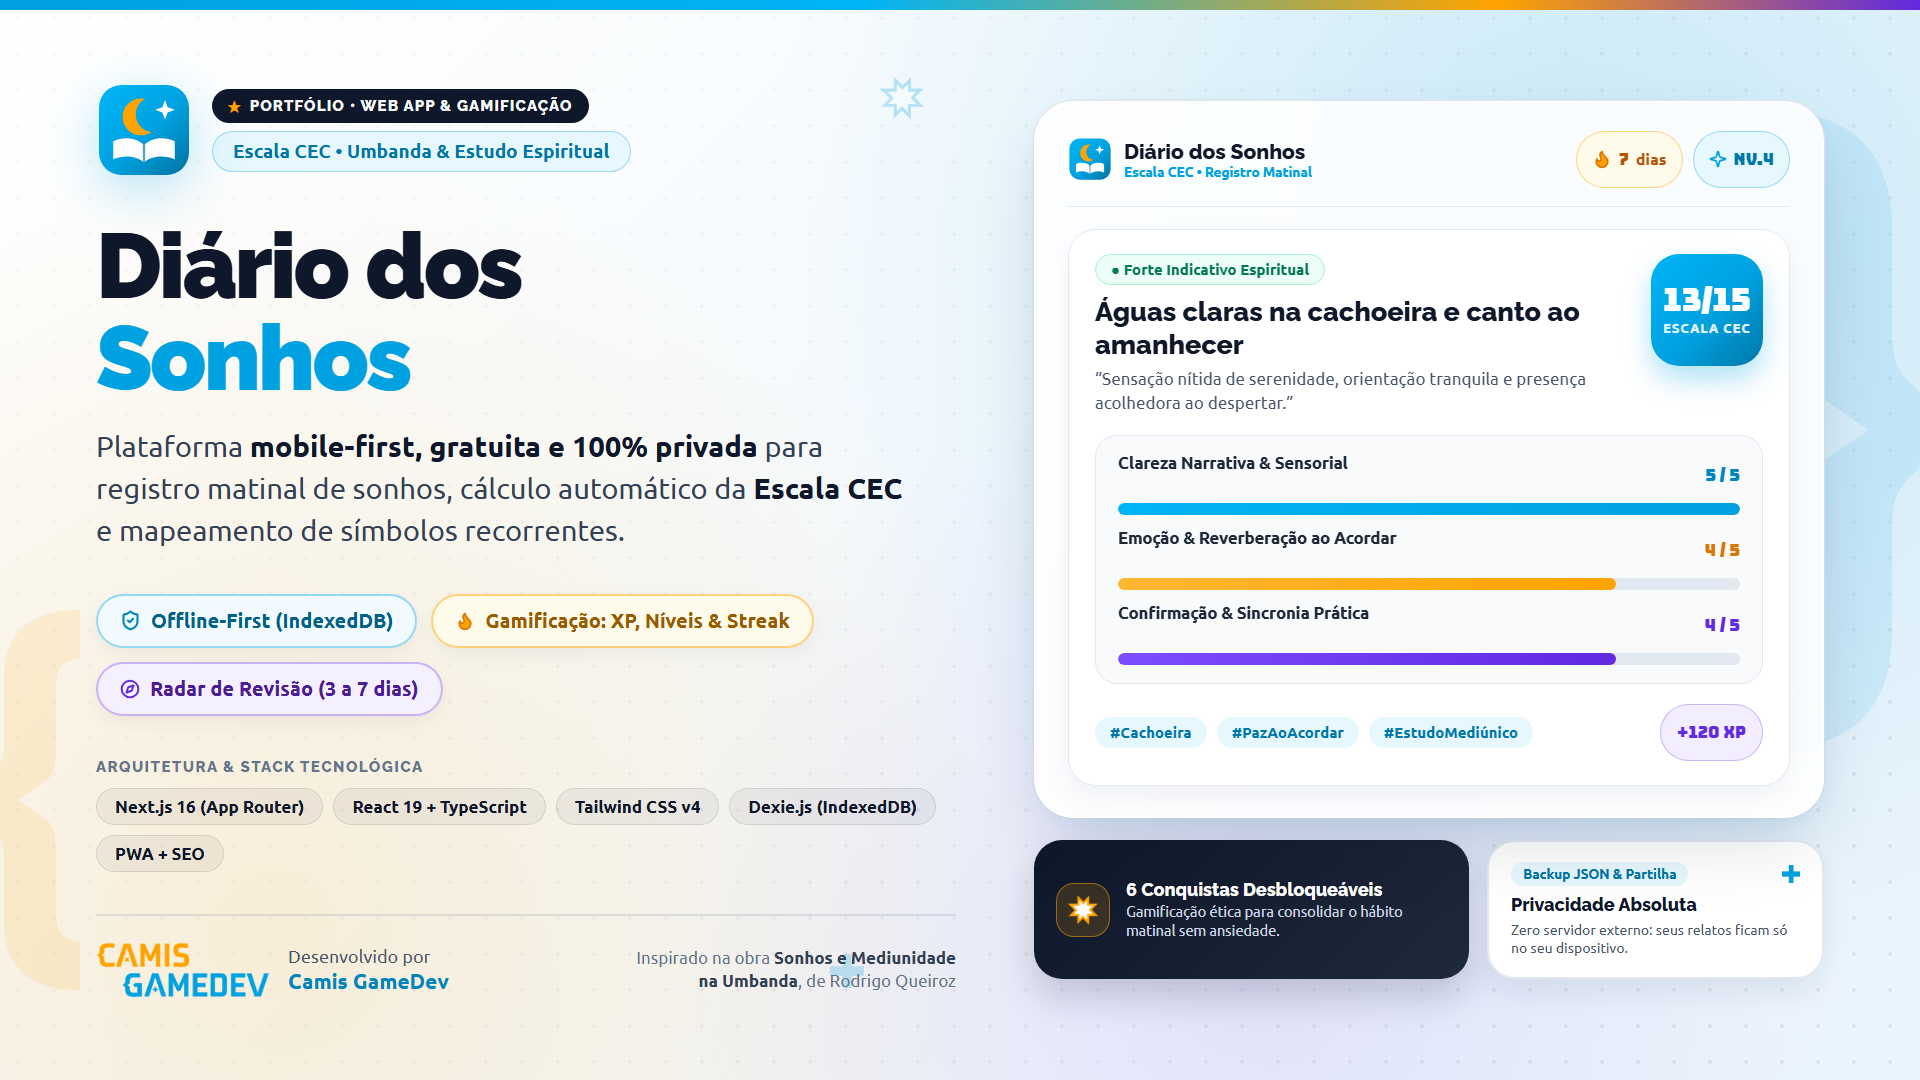 PORTFÓLIO • WEB APP & GAMIFICAÇÃO
Escala CEC • Umbanda & Estudo Espiritual
Diário dos
Sonhos
Plataforma mobile-first, gratuita e 100% privada para
registro matinal de sonhos, cálculo automático da Escala CEC
e mapeamento de símbolos recorrentes.
Offline-First (IndexedDB)
Gamificação: XP, Níveis & Streak
Radar de Revisão (3 a 7 dias)
ARQUITETURA & STACK TECNOLÓGICA
Next.js 16 (App Router)
React 19 + TypeScript
Tailwind CSS v4
Dexie.js (IndexedDB)
PWA + SEO
CAMIS
GAMEDEV
Desenvolvido por
Camis GameDev
Inspirado na obra Sonhos e Mediunidade
na Umbanda, de Rodrigo Queiroz
Diário dos Sonhos
Escala CEC • Registro Matinal
7 dias
NV.4
● Forte Indicativo Espiritual
Águas claras na cachoeira e canto ao
amanhecer
“Sensação nítida de serenidade, orientação tranquila e presença
acolhedora ao despertar.”
13/15
ESCALA CEC
Clareza Narrativa & Sensorial
5 / 5
Emoção & Reverberação ao Acordar
4 / 5
Confirmação & Sincronia Prática
4 / 5
#Cachoeira
#PazAoAcordar
#EstudoMediúnico
+120 XP
6 Conquistas Desbloqueáveis
Gamificação ética para consolidar o hábito
matinal sem ansiedade.
Backup JSON & Partilha
Privacidade Absoluta
Zero servidor externo: seus relatos ficam só
no seu dispositivo.